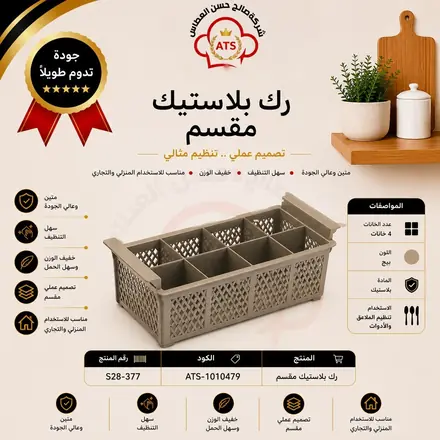 شركة صالح حسن العطاس
ATS
جودة
تدوم طويلاً
رك بلاستيك
مقسم
تصميم عملي .. تنظيم مثالي
متين وعالي الجودة • سهل التنظيف • خفيف الوزن • مناسب للاستخدام المنزلي والتجاري
متين
وعالي الجودة
سهل
التنظيف
خفيف الوزن
وسهل الحمل
تصميم عملي
مقسم
مناسب للاستخدام
المنزلي والتجاري
المواصفات
عدد الخانات
4 خانات
اللون
بيج
المادة
بلاستيك
الاستخدام
تنظيم الملاعق
والأدوات
المنتج
الكود
رقم المنتج
رك بلاستيك مقسم
ATS-1010479
S28-377
مناسب للاستخدام
المنزلي والتجاري
تصميم عملي
مقسم
خفيف الوزن
وسهل الحمل
سهل
التنظيف
متين
وعالي الجودة